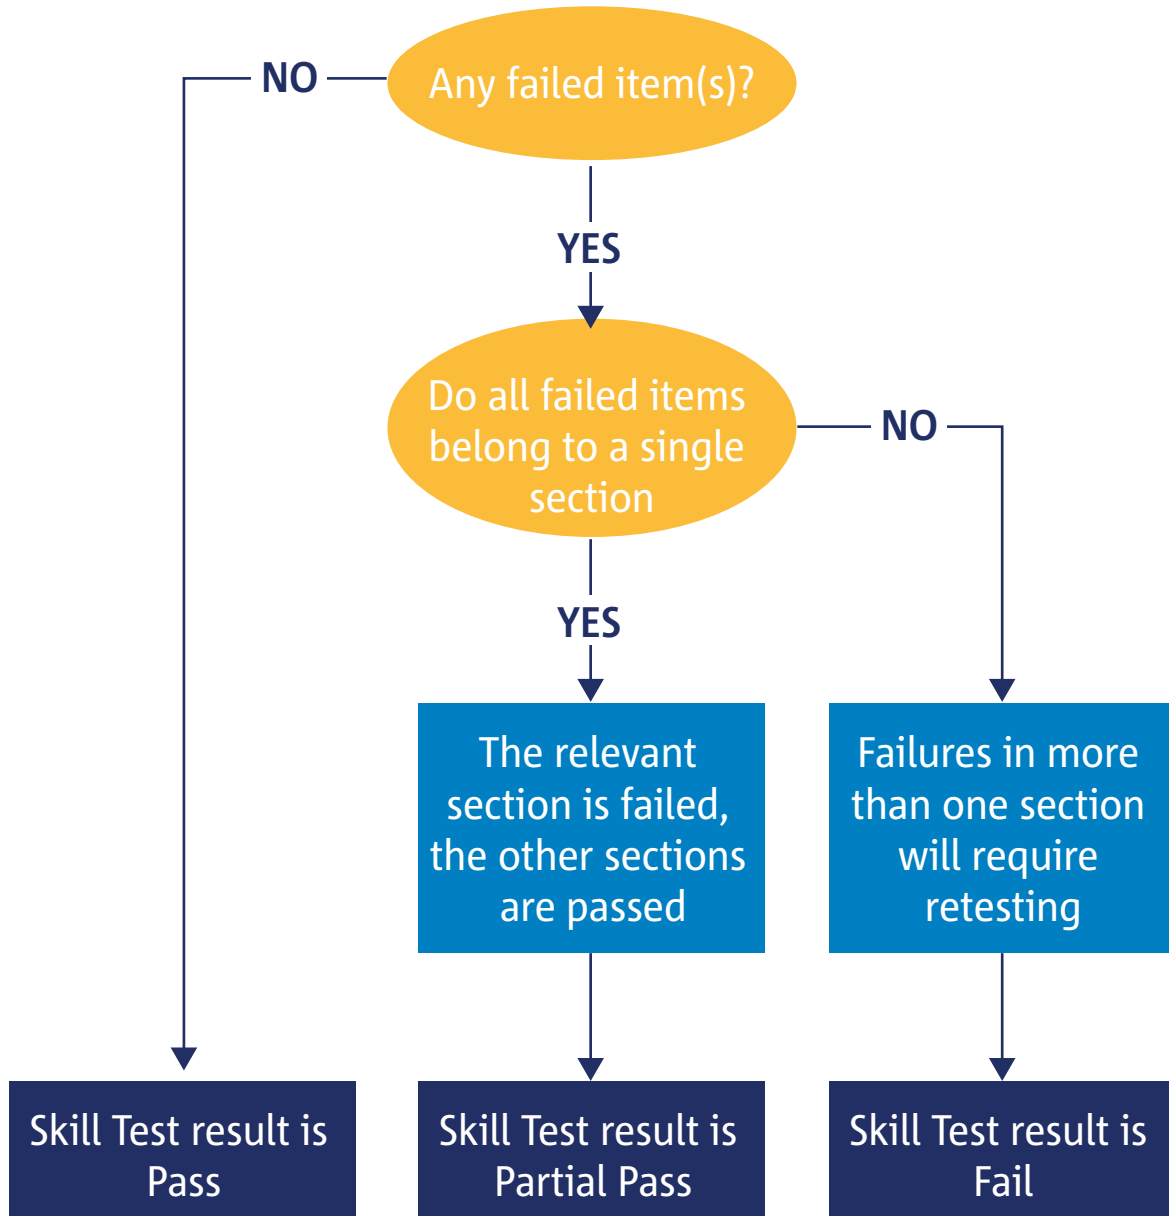 Any failed item(s)?
NO
YES
Do all failed items
belong to a single
section
NO
YES
The relevant
section is failed,
the other sections
are passed
Failures in more
than one section
will require
retesting
Skill Test result is
Pass
Skill Test result is
Partial Pass
Skill Test result is
Fail